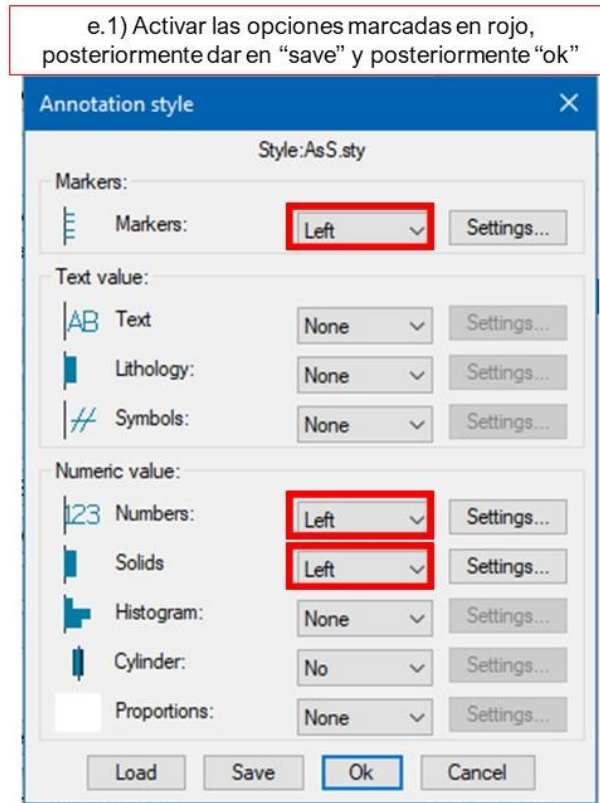 e.1) Activar las opciones marcadas en rojo,
posteriormente dar en “save” y posteriormente “ok”
Annotation style
Style:AsS.sty
Markers:
Markers: Left Settings...
Text value:
AB Text None Settings...
Lithology: None Settings...
Symbols: None Settings...
Numeric value:
123 Numbers: Left Settings...
Solids Left Settings...
Histogram: None Settings...
Cylinder: No Settings...
Proportions: None Settings...
Load Save Ok Cancel